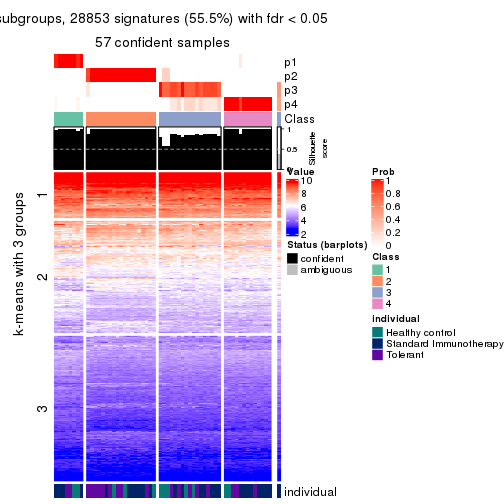 subgroups, 28853 signatures (55.5%) with fdr < 0.05
57 confident samples
p1
p2
p3
p4
Class
1
0.5
0
Silhouette
score
k-means with 3 groups
1
2
3
Value
10
8
6
4
2
Status (barplots)
confident
ambiguous
Prob
1
0.8
0.6
0.4
0.2
0
Class
1
2
3
4
individual
Healthy control
Standard Immunotherapy
Tolerant
individual